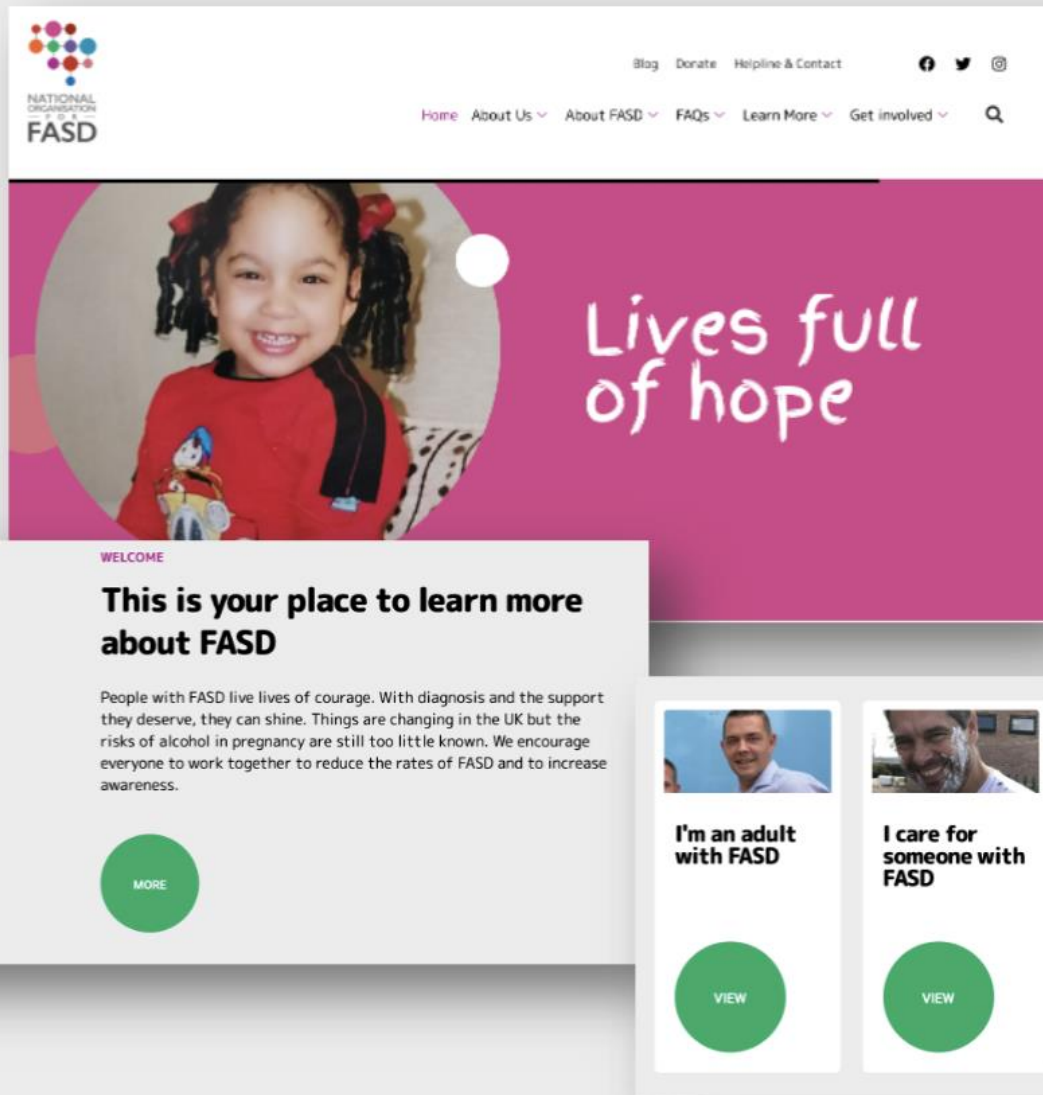 NATIONAL
ORGANISATION
FOR
FASD
Blog Donate Helpline & Contact
Home About Us About FASD FAQs Learn More Get involved
Lives full
of hope
WELCOME
This is your place to learn more
about FASD
People with FASD live lives of courage. With diagnosis and the support
they deserve, they can shine. Things are changing in the UK but the
risks of alcohol in pregnancy are still too little known. We encourage
everyone to work together to reduce the rates of FASD and to increase
awareness.
MORE
I'm an adult
with FASD
VIEW
I care for
someone with
FASD
VIEW